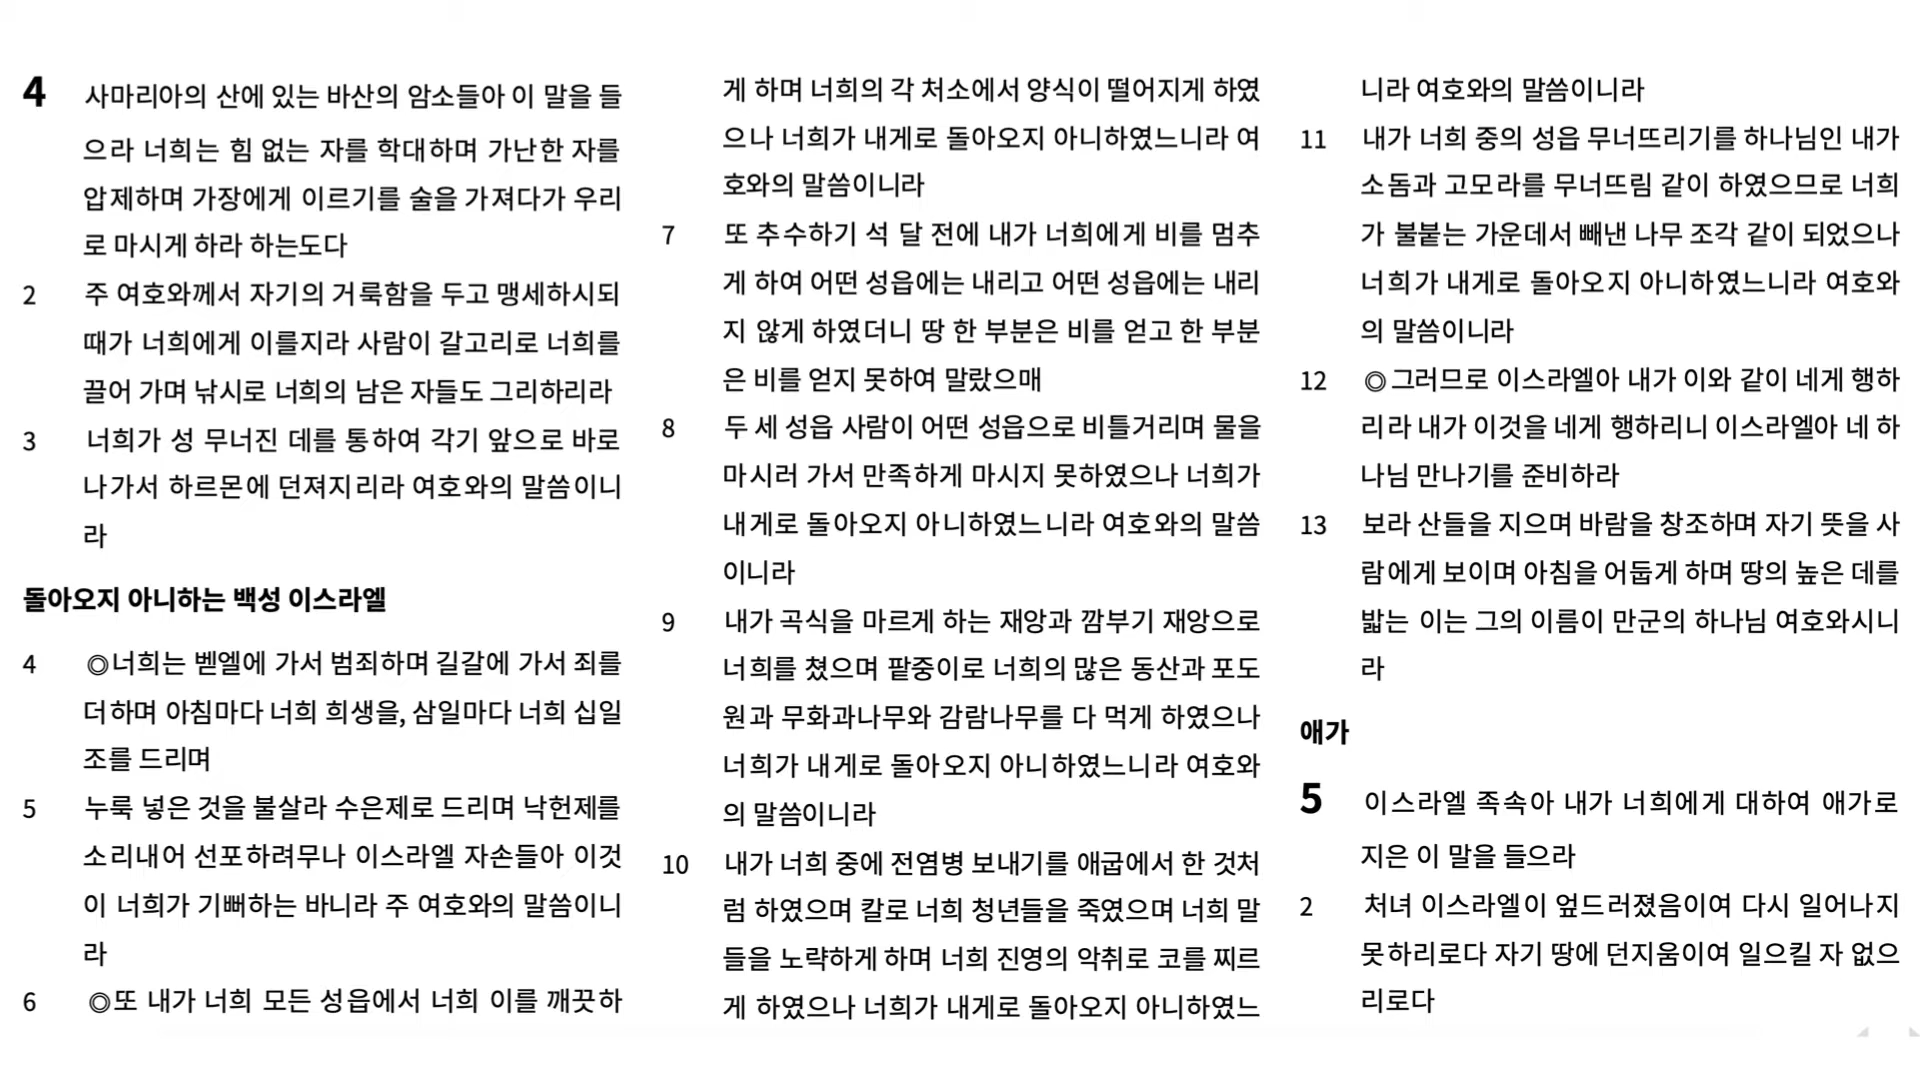 4 사마리아의 산에 있는 바산의 암소들아 이 말을 들
으라 너희는 힘 없는 자를 학대하며 가난한 자를
압제하며 가장에게 이르기를 술을 가져다가 우리
로 마시게 하라 하는도다
2 주 여호와께서 자기의 거룩함을 두고 맹세하시되
때가 너희에게 이를지라 사람이 갈고리로 너희를
끌어 가며 낚시로 너희의 남은 자들도 그리하리라
3 너희가 성 무너진 데를 통하여 각기 앞으로 바로
나가서 하르몬에 던져지리라 여호와의 말씀이니
라
돌아오지 아니하는 백성 이스라엘
4 ◎너희는 벧엘에 가서 범죄하며 길갈에 가서 죄를
더하며 아침마다 너희 희생을, 삼일마다 너희 십일
조를 드리며
5 누룩 넣은 것을 불살라 수은제로 드리며 낙헌제를
소리내어 선포하려무나 이스라엘 자손들아 이것
이 너희가 기뻐하는 바니라 주 여호와의 말씀이니
라
6 ◎또 내가 너희 모든 성읍에서 너희 이를 깨끗하
게 하며 너희의 각 처소에서 양식이 떨어지게 하였
으나 너희가 내게로 돌아오지 아니하였느니라 여
호와의 말씀이니라
7 또 추수하기 석 달 전에 내가 너희에게 비를 멈추
게 하여 어떤 성읍에는 내리고 어떤 성읍에는 내리
지 않게 하였더니 땅 한 부분은 비를 얻고 한 부분
은 비를 얻지 못하여 말랐으매
8 두 세 성읍 사람이 어떤 성읍으로 비틀거리며 물을
마시러 가서 만족하게 마시지 못하였으나 너희가
내게로 돌아오지 아니하였느니라 여호와의 말씀
이니라
9 내가 곡식을 마르게 하는 재앙과 깜부기 재앙으로
너희를 쳤으며 팥중이로 너희의 많은 동산과 포도
원과 무화과나무와 감람나무를 다 먹게 하였으나
너희가 내게로 돌아오지 아니하였느니라 여호와
의 말씀이니라
10 내가 너희 중에 전염병 보내기를 애굽에서 한 것처
럼 하였으며 칼로 너희 청년들을 죽였으며 너희 말
들을 노략하게 하며 너희 진영의 악취로 코를 찌르
게 하였으나 너희가 내게로 돌아오지 아니하였느
니라 여호와의 말씀이니라
11 내가 너희 중의 성읍 무너뜨리기를 하나님인 내가
소돔과 고모라를 무너뜨림 같이 하였으므로 너희
가 불붙는 가운데서 빼낸 나무 조각 같이 되었으나
너희가 내게로 돌아오지 아니하였느니라 여호와
의 말씀이니라
12 ◎그러므로 이스라엘아 내가 이와 같이 네게 행하
리라 내가 이것을 네게 행하리니 이스라엘아 네 하
나님 만나기를 준비하라
13 보라 산들을 지으며 바람을 창조하며 자기 뜻을 사
람에게 보이며 아침을 어둡게 하며 땅의 높은 데를
밟는 이는 그의 이름이 만군의 하나님 여호와시니
라
애가
5 이스라엘 족속아 내가 너희에게 대하여 애가로
지은 이 말을 들으라
2 처녀 이스라엘이 엎드러졌음이여 다시 일어나지
못하리로다 자기 땅에 던지움이여 일으킬 자 없으
리로다